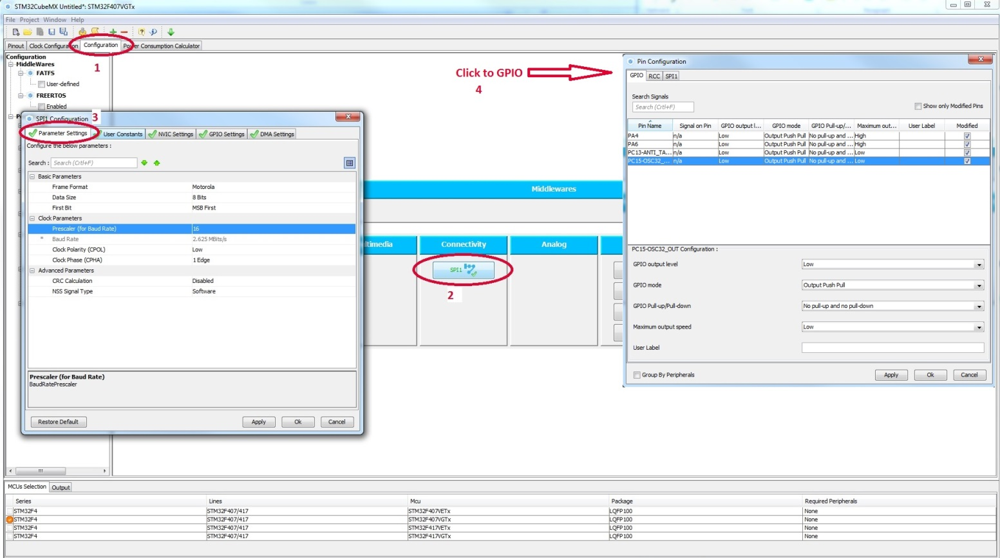 STM32CubeMX Untitled*: STM32F407VGTx
File Project Window Help
Pinout Clock Configuration Configuration Power Consumption Calculator
1
Configuration
MiddleWares
FATFS
User-defined
FREERTOS
Enabled
Click to GPIO
4
SPI1 Configuration
3
Parameter Settings User Constants NVIC Settings GPIO Settings DMA Settings
Configure the below parameters :
Search : Search (Crtl+F)
Basic Parameters
Frame Format Motorola
Data Size 8 Bits
First Bit MSB First
Clock Parameters
Prescaler (for Baud Rate) 16
* Baud Rate 2.625 MBits/s
Clock Polarity (CPOL) Low
Clock Phase (CPHA) 1 Edge
Advanced Parameters
CRC Calculation Disabled
NSS Signal Type Software
Prescaler (for Baud Rate)
BaudRatePrescaler
Restore Default Apply Ok Cancel
Middlewares
ltimedia Connectivity Analog
SPI1
2
Pin Configuration
GPIO RCC SPI1
Search Signals
Search (Crtl+F)
Show only Modified Pins
Pin Name Signal on Pin GPIO output l... GPIO mode GPIO Pull-up/... Maximum out... User Label Modified
PA4 n/a Low Output Push Pull No pull-up and ... High
PA6 n/a Low Output Push Pull No pull-up and ... High
PC13-ANTI_TA... n/a Low Output Push Pull No pull-up and ... Low
PC15-OSC32_... n/a Low Output Push Pull No pull-up and ... Low
PC15-OSC32_OUT Configuration :
GPIO output level Low
GPIO mode Output Push Pull
GPIO Pull-up/Pull-down No pull-up and no pull-down
Maximum output speed Low
User Label
Group By Peripherals Apply Ok Cancel
MCUs Selection Output
Series Lines Mcu Package Required Peripherals
STM32F4 STM32F407/417 STM32F407VETx LQFP100 None
STM32F4 STM32F407/417 STM32F407VGTx LQFP100 None
STM32F4 STM32F407/417 STM32F417VETx LQFP100 None
STM32F4 STM32F407/417 STM32F417VGTx LQFP100 None